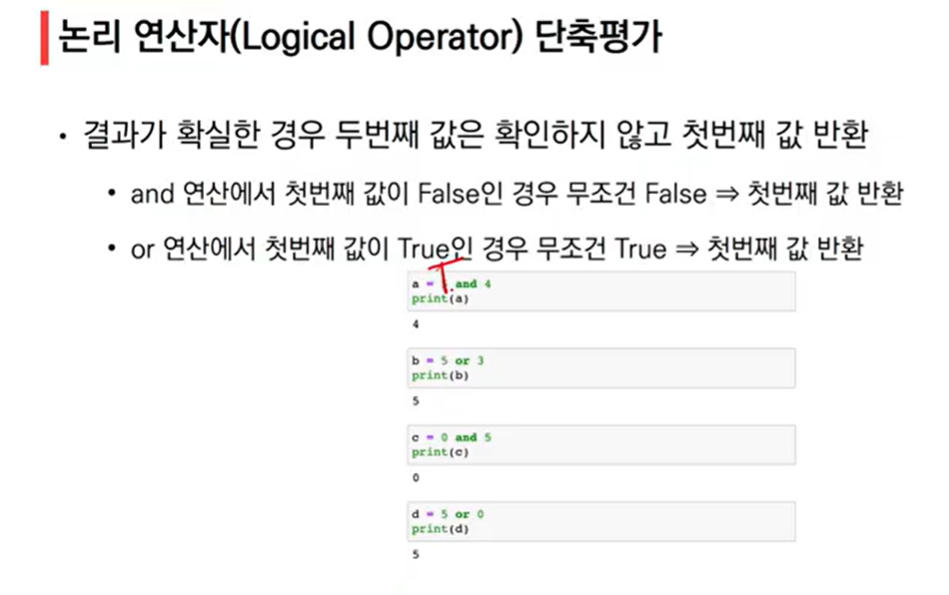 논리 연산자(Logical Operator) 단축평가
• 결과가 확실한 경우 두번째 값은 확인하지 않고 첫번째 값 반환
• and 연산에서 첫번째 값이 False인 경우 무조건 False ⇒ 첫번째 값 반환
• or 연산에서 첫번째 값이 True인 경우 무조건 True ⇒ 첫번째 값 반환
T.
a = and 4
print(a)
4
b = 5 or 3
print(b)
5
c = 0 and 5
print(c)
0
d = 5 or 0
print(d)
5